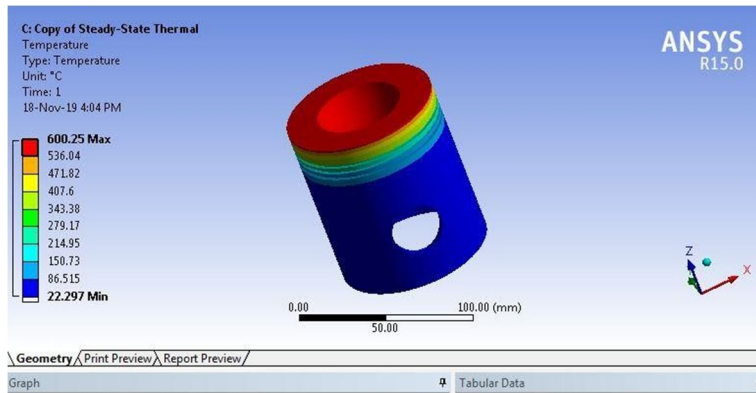 C: Copy of Steady-State Thermal
Temperature
Type: Temperature
Unit: °C
Time: 1
18-Nov-19 4:04 PM
ANSYS
R15.0
600.25 Max
536.04
471.82
407.6
343.38
279.17
214.95
150.73
86.515
22.297 Min
0.00 100.00 (mm)
50.00
Z
X
Geometry Print Preview Report Preview
Graph Tabular Data